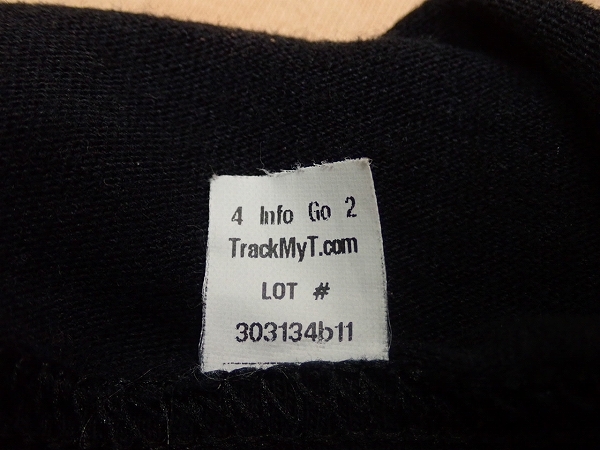 4 Info Go 2
TrackMyT.com
LOT #
303134b11